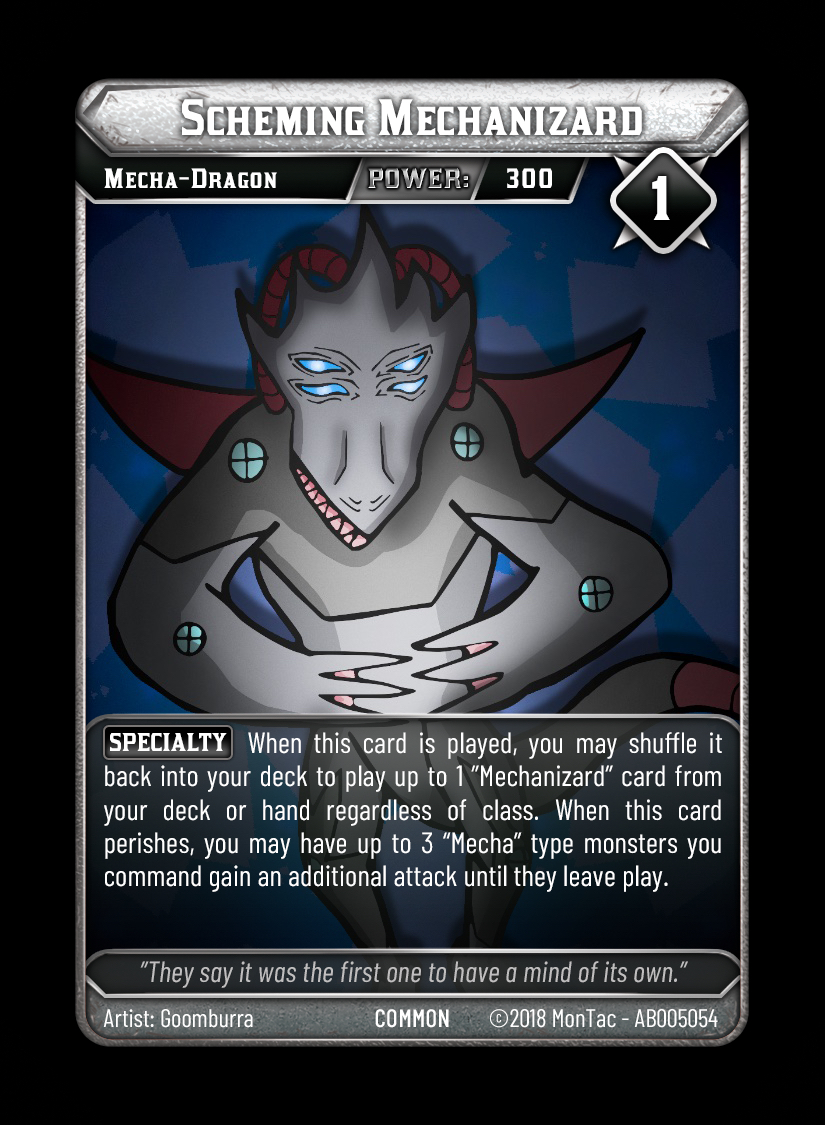 Scheming Mechanizard
Mecha-Dragon POWER: 300
1
SPECIALTY When this card is played, you may shuffle it
back into your deck to play up to 1 "Mechanizard" card from
your deck or hand regardless of class. When this card
perishes, you may have up to 3 "Mecha" type monsters you
command gain an additional attack until they leave play.
"They say it was the first one to have a mind of its own."
Artist: Goomburra COMMON ©2018 MonTac - AB005054